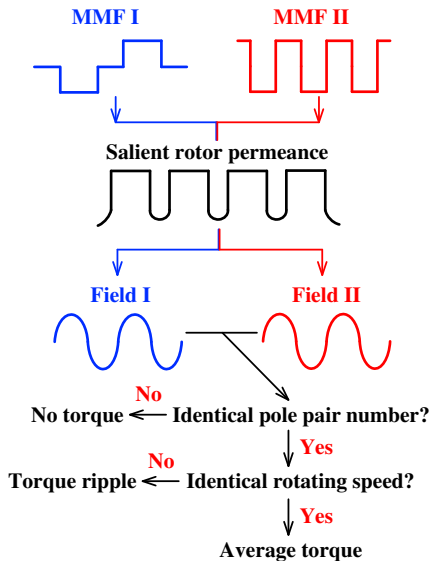 MMF I
MMF II
Salient rotor permeance
Field I
Field II
No
No torque
Identical pole pair number?
Yes
No
Torque ripple
Identical rotating speed?
Yes
Average torque